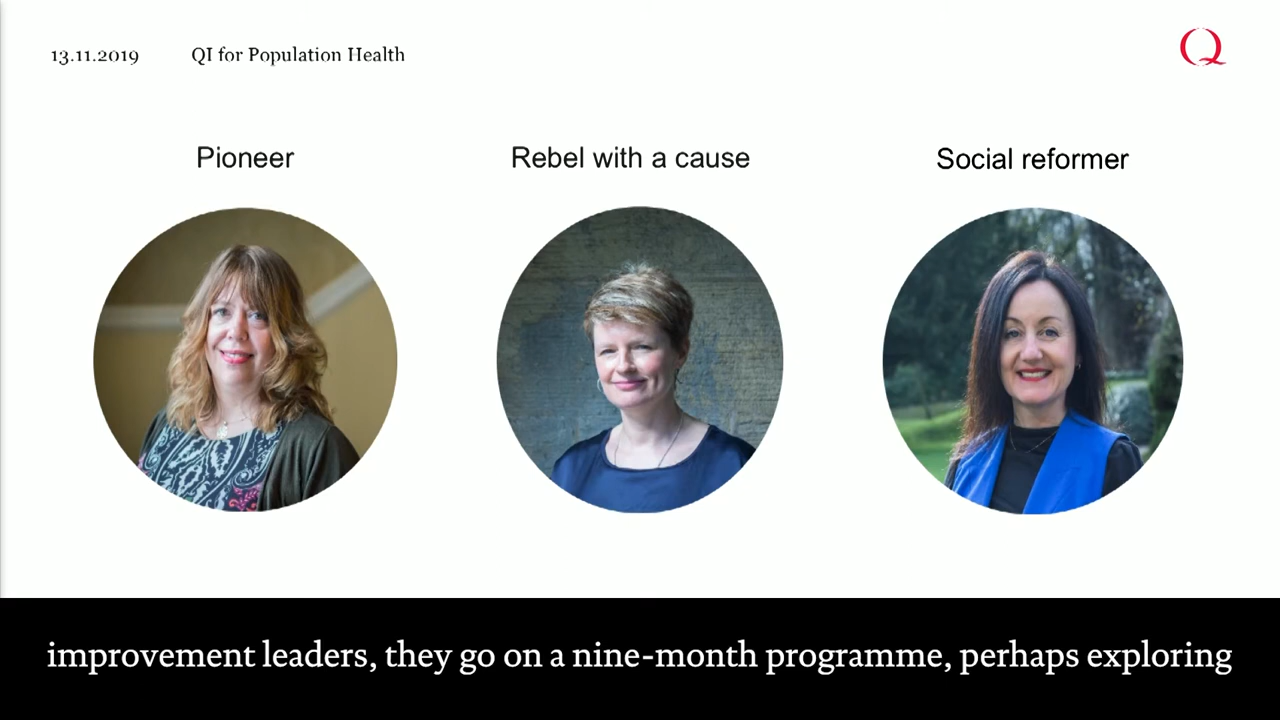 13.11.2019 QI for Population Health
Q
Pioneer Rebel with a cause Social reformer
improvement leaders, they go on a nine-month programme, perhaps exploring